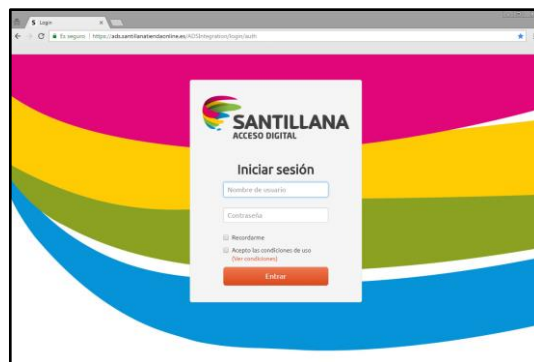 Login
Es seguro | https://ads.santillanatiendaonline.es/ADSIntegration/login/auth
SANTILLANA
ACCESO DIGITAL
Iniciar sesión
Nombre de usuario
Contraseña
Recordarme
Acepto las condiciones de uso
(Ver condiciones)
Entrar